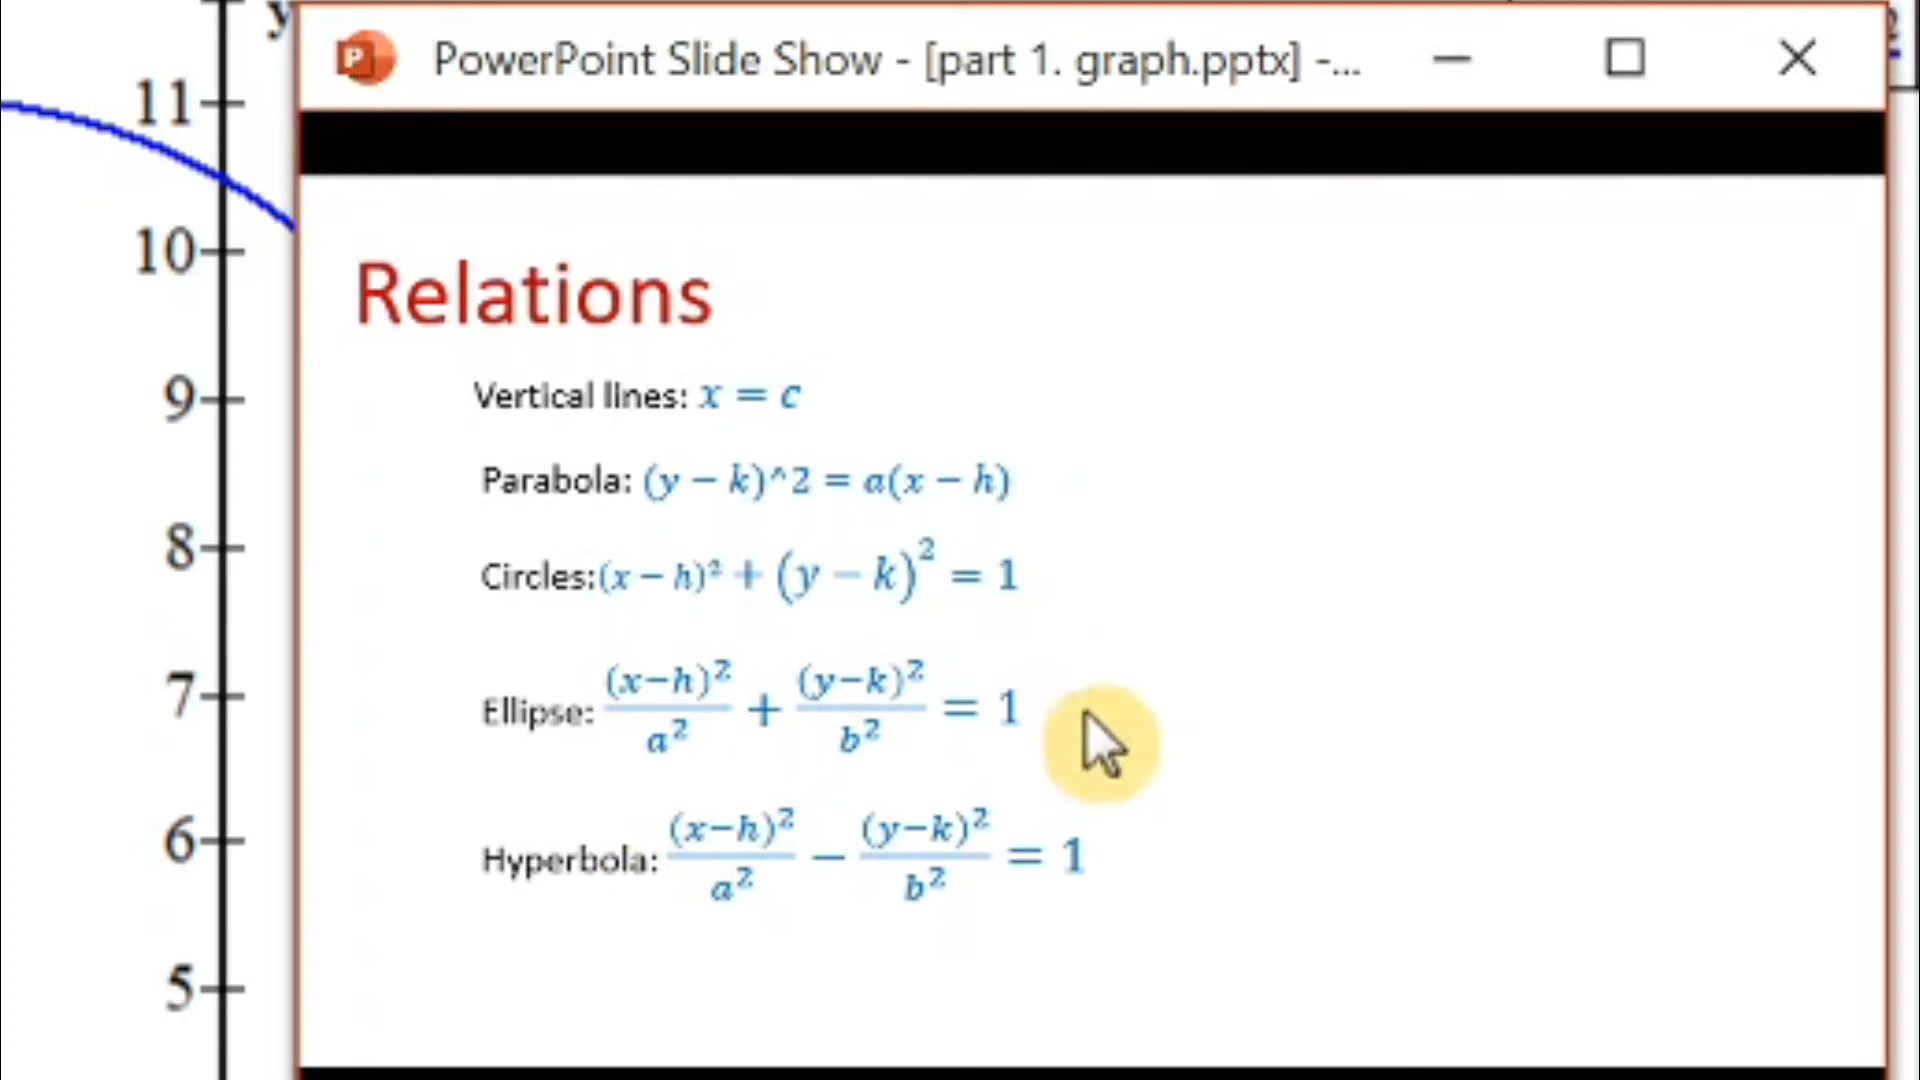 y
PowerPoint Slide Show - [part 1. graph.pptx] -...
11
10
9
8
7
6
5
Relations
Vertical lines: x = c
Parabola: (y − k)^2 = a(x − h)
Circles:(x − h)² + (y − k)² = 1
Ellipse: (x−h)²/a² + (y−k)²/b² = 1
Hyperbola: (x−h)²/a² − (y−k)²/b² = 1